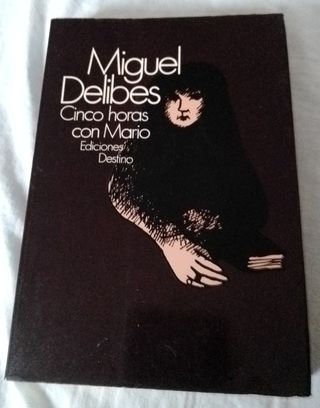 Miguel
Delibes
Cinco horas
con Mario
Ediciones
Destino